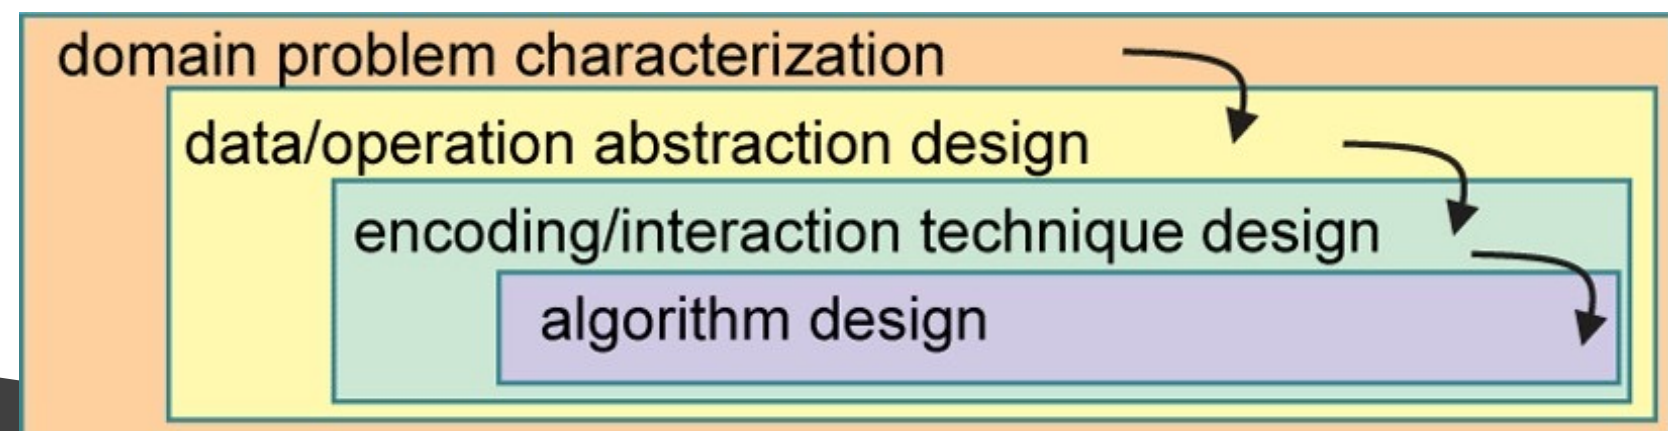 domain problem characterization
data/operation abstraction design
encoding/interaction technique design
algorithm design